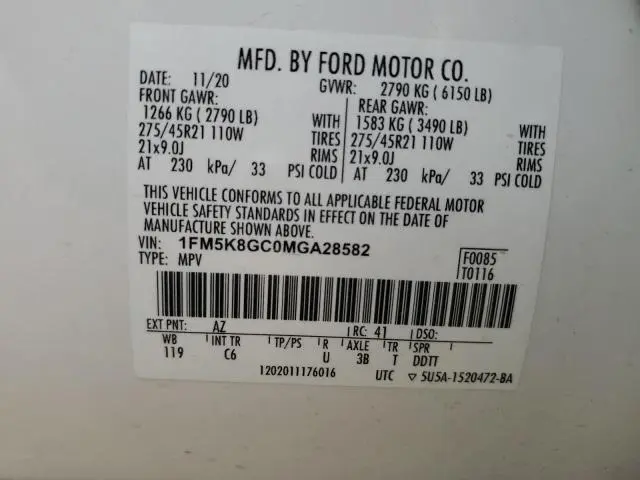 MFD. BY FORD MOTOR CO.
DATE: 11/20 GVWR: 2790 KG ( 6150 LB)
FRONT GAWR: REAR GAWR:
1266 KG ( 2790 LB) WITH 1583 KG ( 3490 LB) WITH
275/45R21 110W TIRES 275/45R21 110W TIRES
21x9.0J RIMS 21x9.0J RIMS
AT 230 kPa/ 33 PSI COLD AT 230 kPa/ 33 PSI COLD
THIS VEHICLE CONFORMS TO ALL APPLICABLE FEDERAL MOTOR
VEHICLE SAFETY STANDARDS IN EFFECT ON THE DATE OF
MANUFACTURE SHOWN ABOVE.
VIN: 1FM5K8GC0MGA28582 F0085
TYPE: MPV T0116
EXT PNT: AZ RC: 41 DSO:
WB INT TR TP/PS R AXLE TR SPR
119 C6 U 3B T DDTT
1202011176016 UTC ▽ 5U5A-1520472-BA